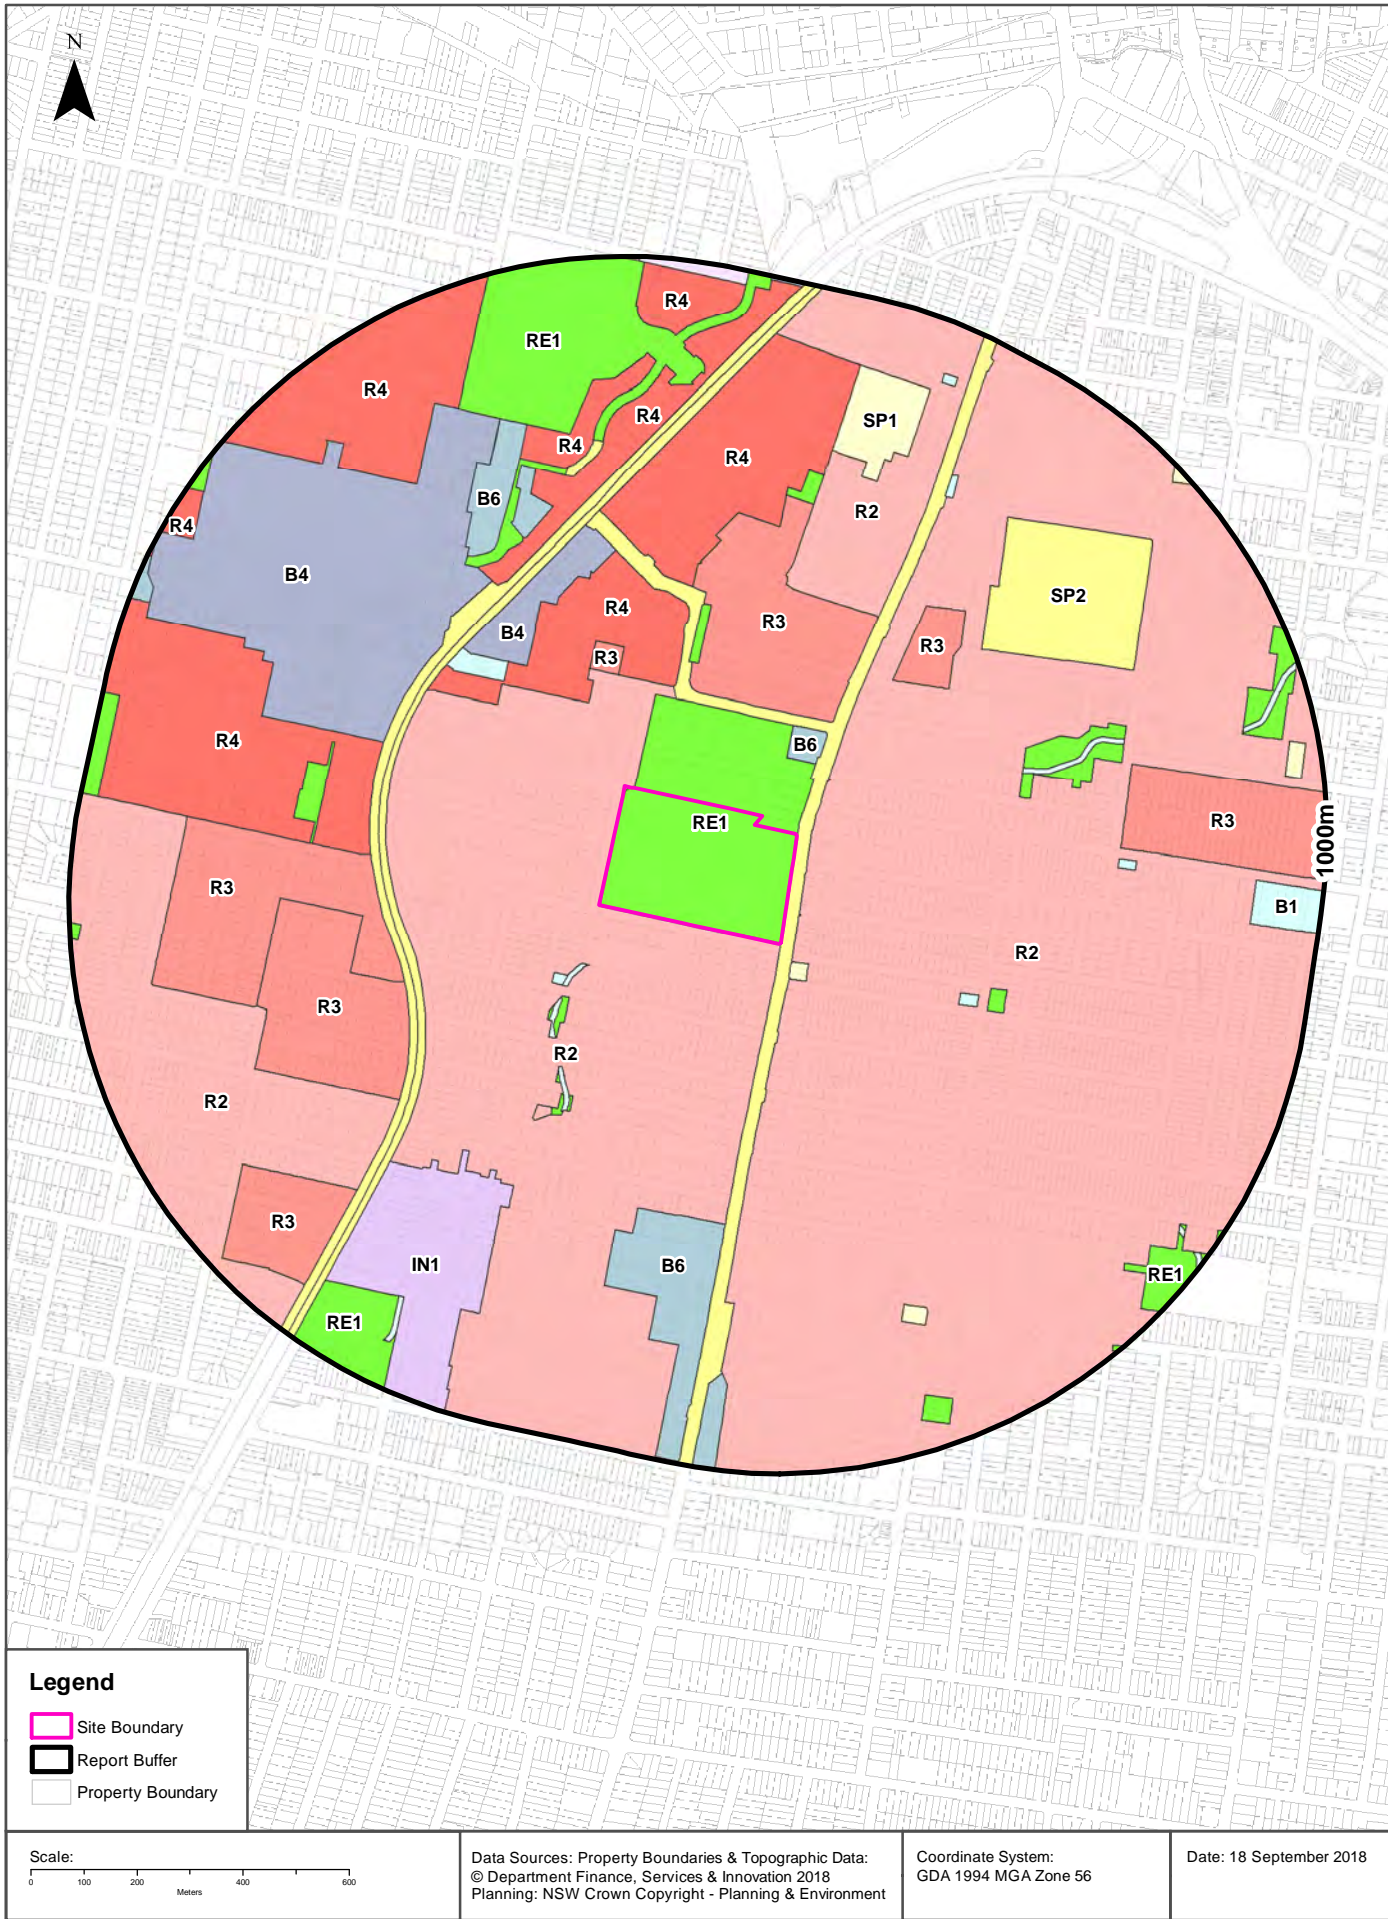 N
R4
RE1
R4
R4
SP1
R4
R4
R4
B6
R2
R4
B4
SP2
R4
R3
B4
R3
R3
R4
B6
RE1
R3
1000m
R3
B1
R2
R3
R2
R2
R3
IN1
B6
RE1
RE1
Legend
Site Boundary
Report Buffer
Property Boundary
Scale:
0 100 200 400 600
Meters
Data Sources: Property Boundaries & Topographic Data:
© Department Finance, Services & Innovation 2018
Planning: NSW Crown Copyright - Planning & Environment
Coordinate System:
GDA 1994 MGA Zone 56
Date: 18 September 2018